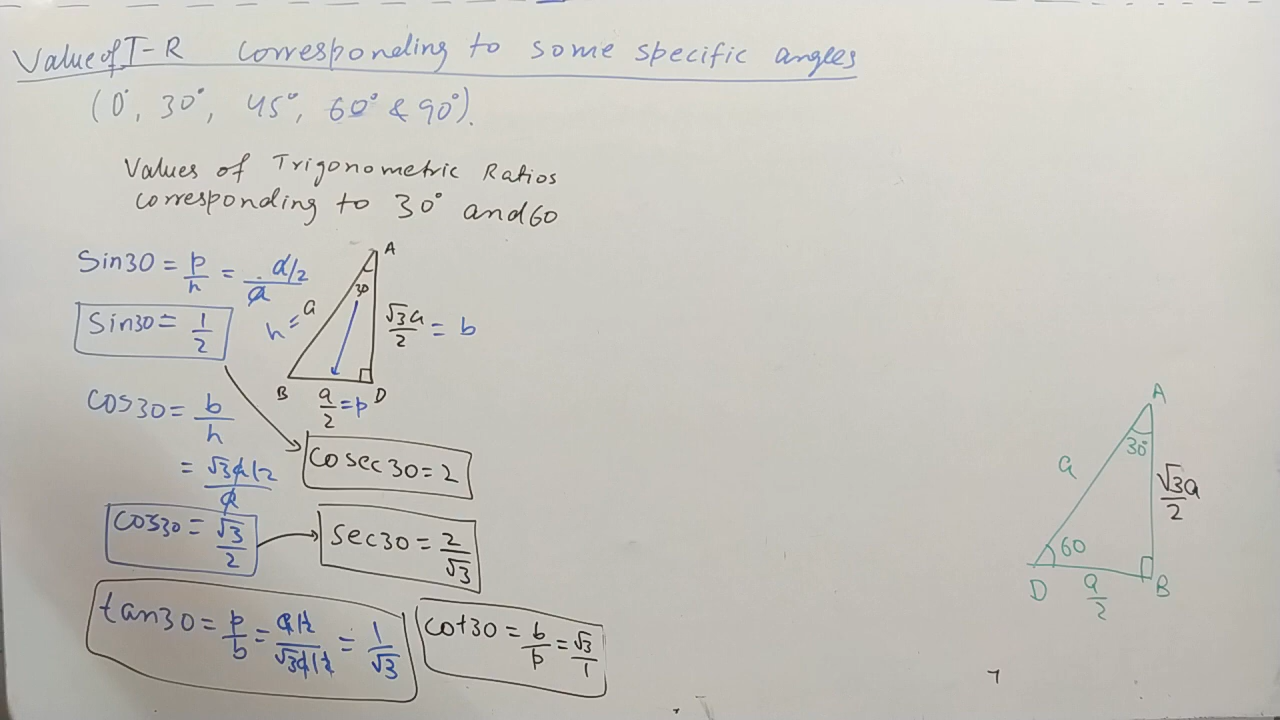 Value of T-R corresponding to some specific angles
(0°, 30°, 45°, 60° & 90°).
Values of Trigonometric Ratios
corresponding to 30° and 60
Sin30 = p/h = a/2 / a
Sin30 = 1/2
A
30
h = a
√3a/2 = b
B
D
a/2 = p
cos30 = b/h
= √3a/2 / a
cosec30 = 2
cos30 = √3/2
sec30 = 2/√3
tan30 = p/b = a/2 / √3a/2 = 1/√3
cot30 = b/p = √3/1
A
30°
a
√3a/2
60
D
a/2
B